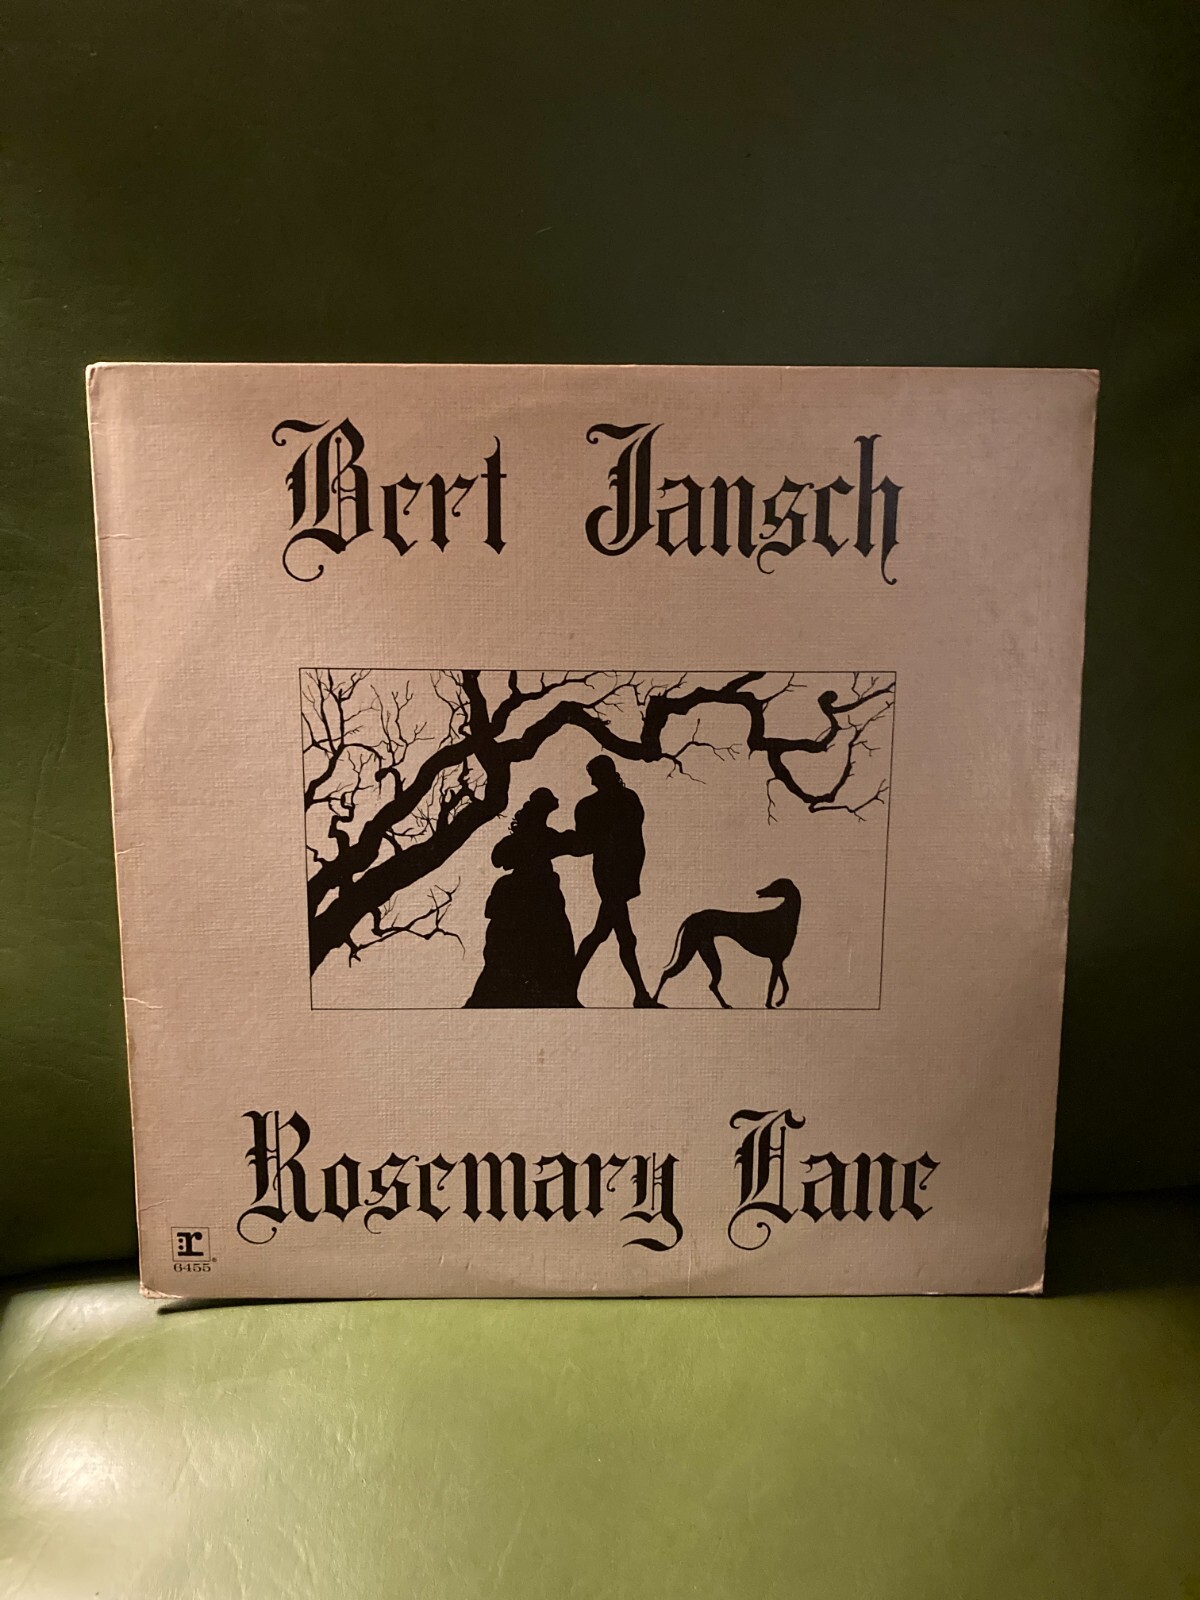 Bert Jansch
Rosemary Lane
r
®
6455